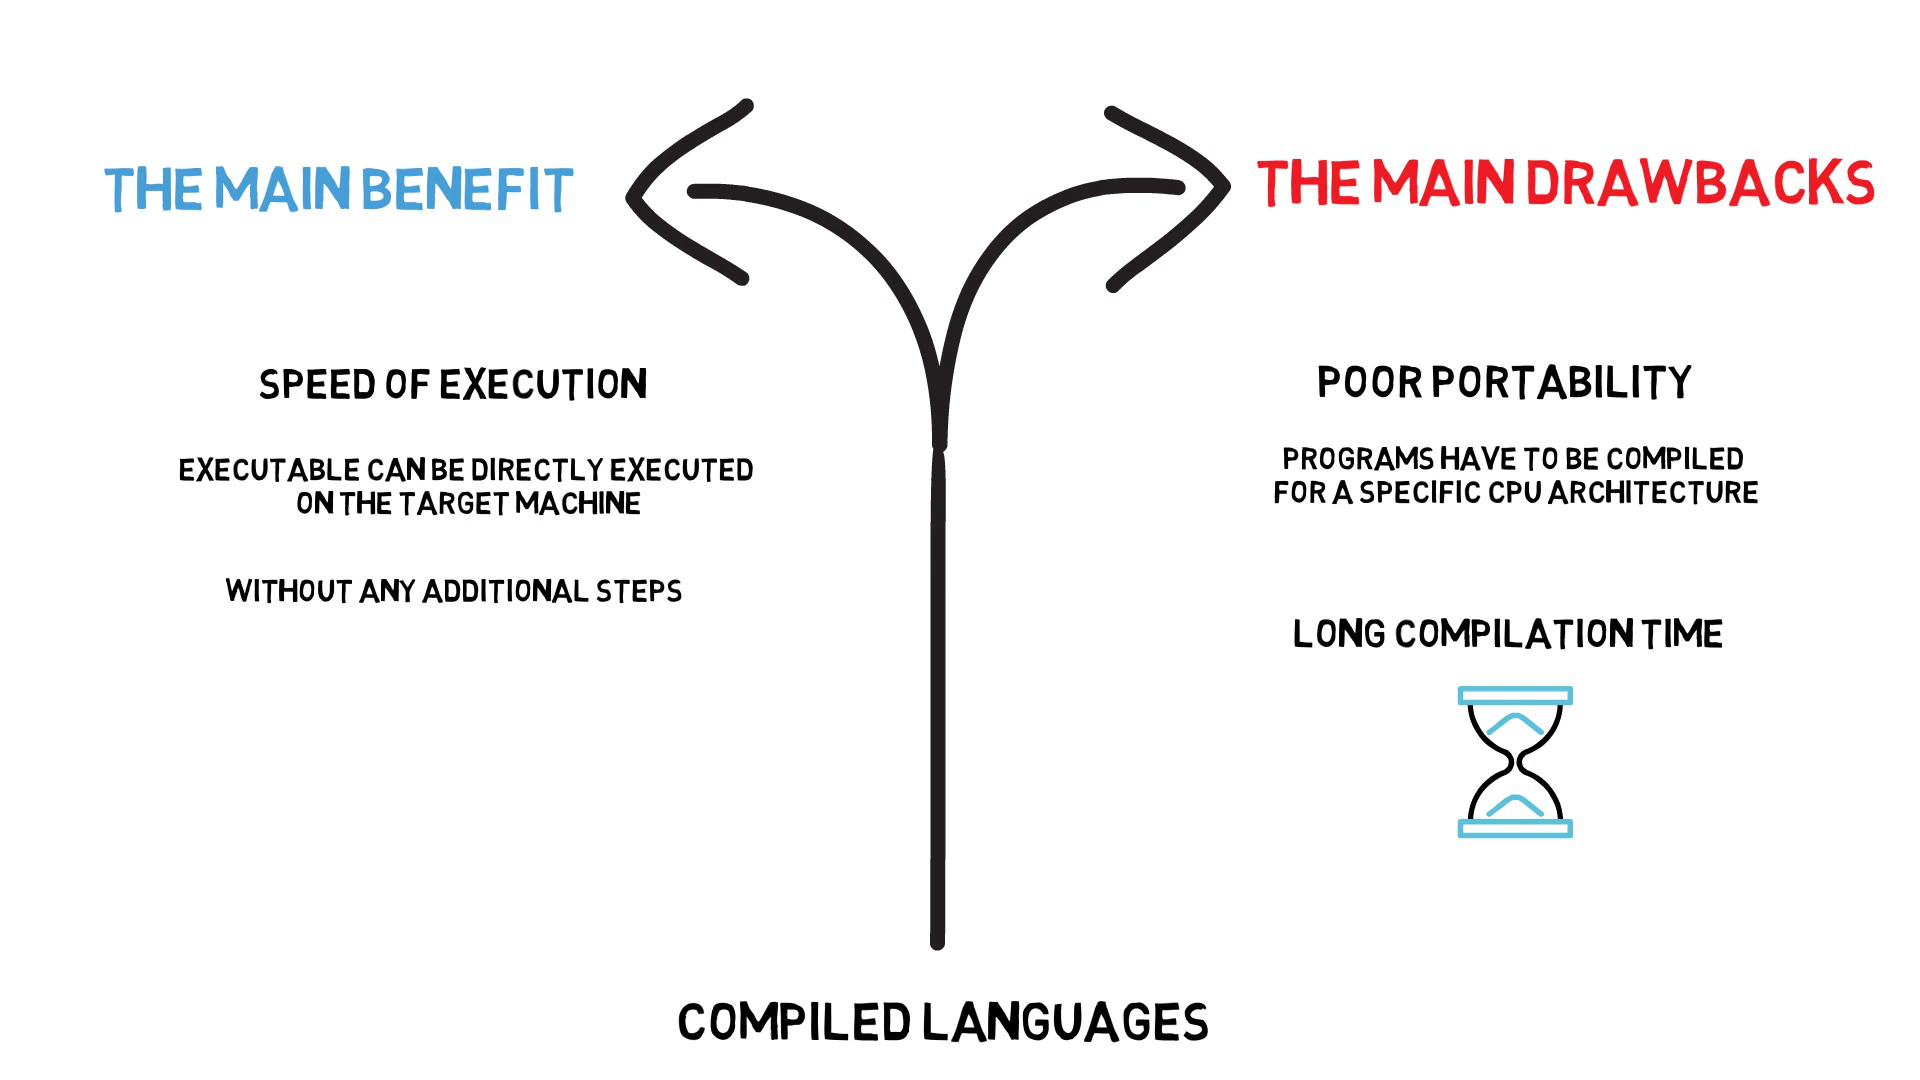 THE MAIN BENEFIT
SPEED OF EXECUTION
EXECUTABLE CAN BE DIRECTLY EXECUTED
ON THE TARGET MACHINE
WITHOUT ANY ADDITIONAL STEPS
THE MAIN DRAWBACKS
POOR PORTABILITY
PROGRAMS HAVE TO BE COMPILED
FOR A SPECIFIC CPU ARCHITECTURE
LONG COMPILATION TIME
COMPILED LANGUAGES